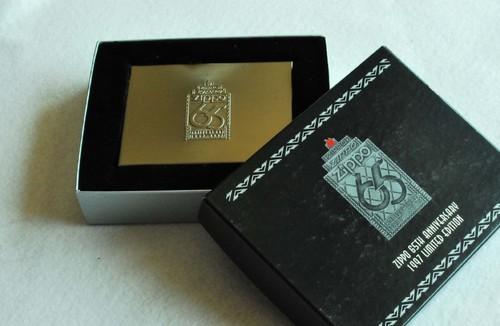 Zippo
65
Zippo
65
ZIPPO 65TH ANNIVERSARY
1997 LIMITED EDITION